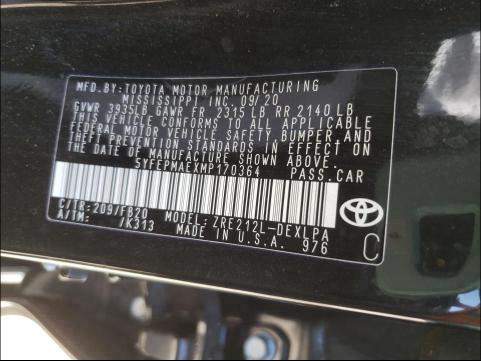 MFD.BY:TOYOTA MOTOR MANUFACTURING
MISSISSIPPI INC. 09/20
GVWR 3935LB GAWR FR 2315 LB RR 2140 LB
THIS VEHICLE CONFORMS TO ALL APPLICABLE
FEDERAL MOTOR VEHICLE SAFETY, BUMPER, AND
THEFT PREVENTION STANDARDS IN EFFECT ON
THE DATE OF MANUFACTURE SHOWN ABOVE.
5YFEPMAEXMP170364 PASS.CAR
C/TR:209/FB20 MODEL: ZRE212L-DEXLPA
A/TM: /K313 MADE IN U.S.A. 976
C